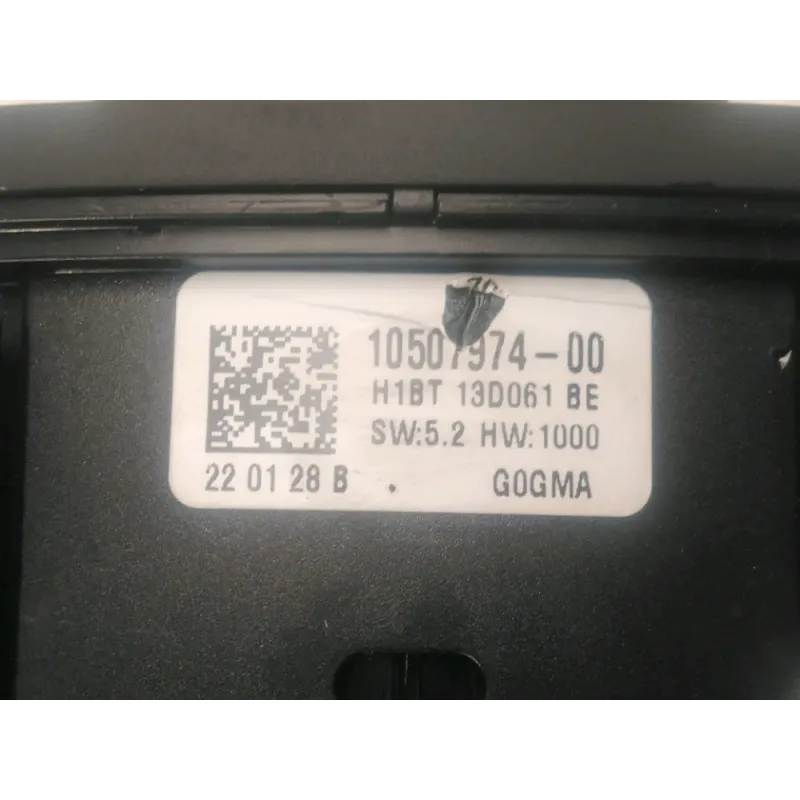 10507974-00
H1BT 13D061 BE
SW:5.2 HW:1000
22 01 28 B . G0GMA